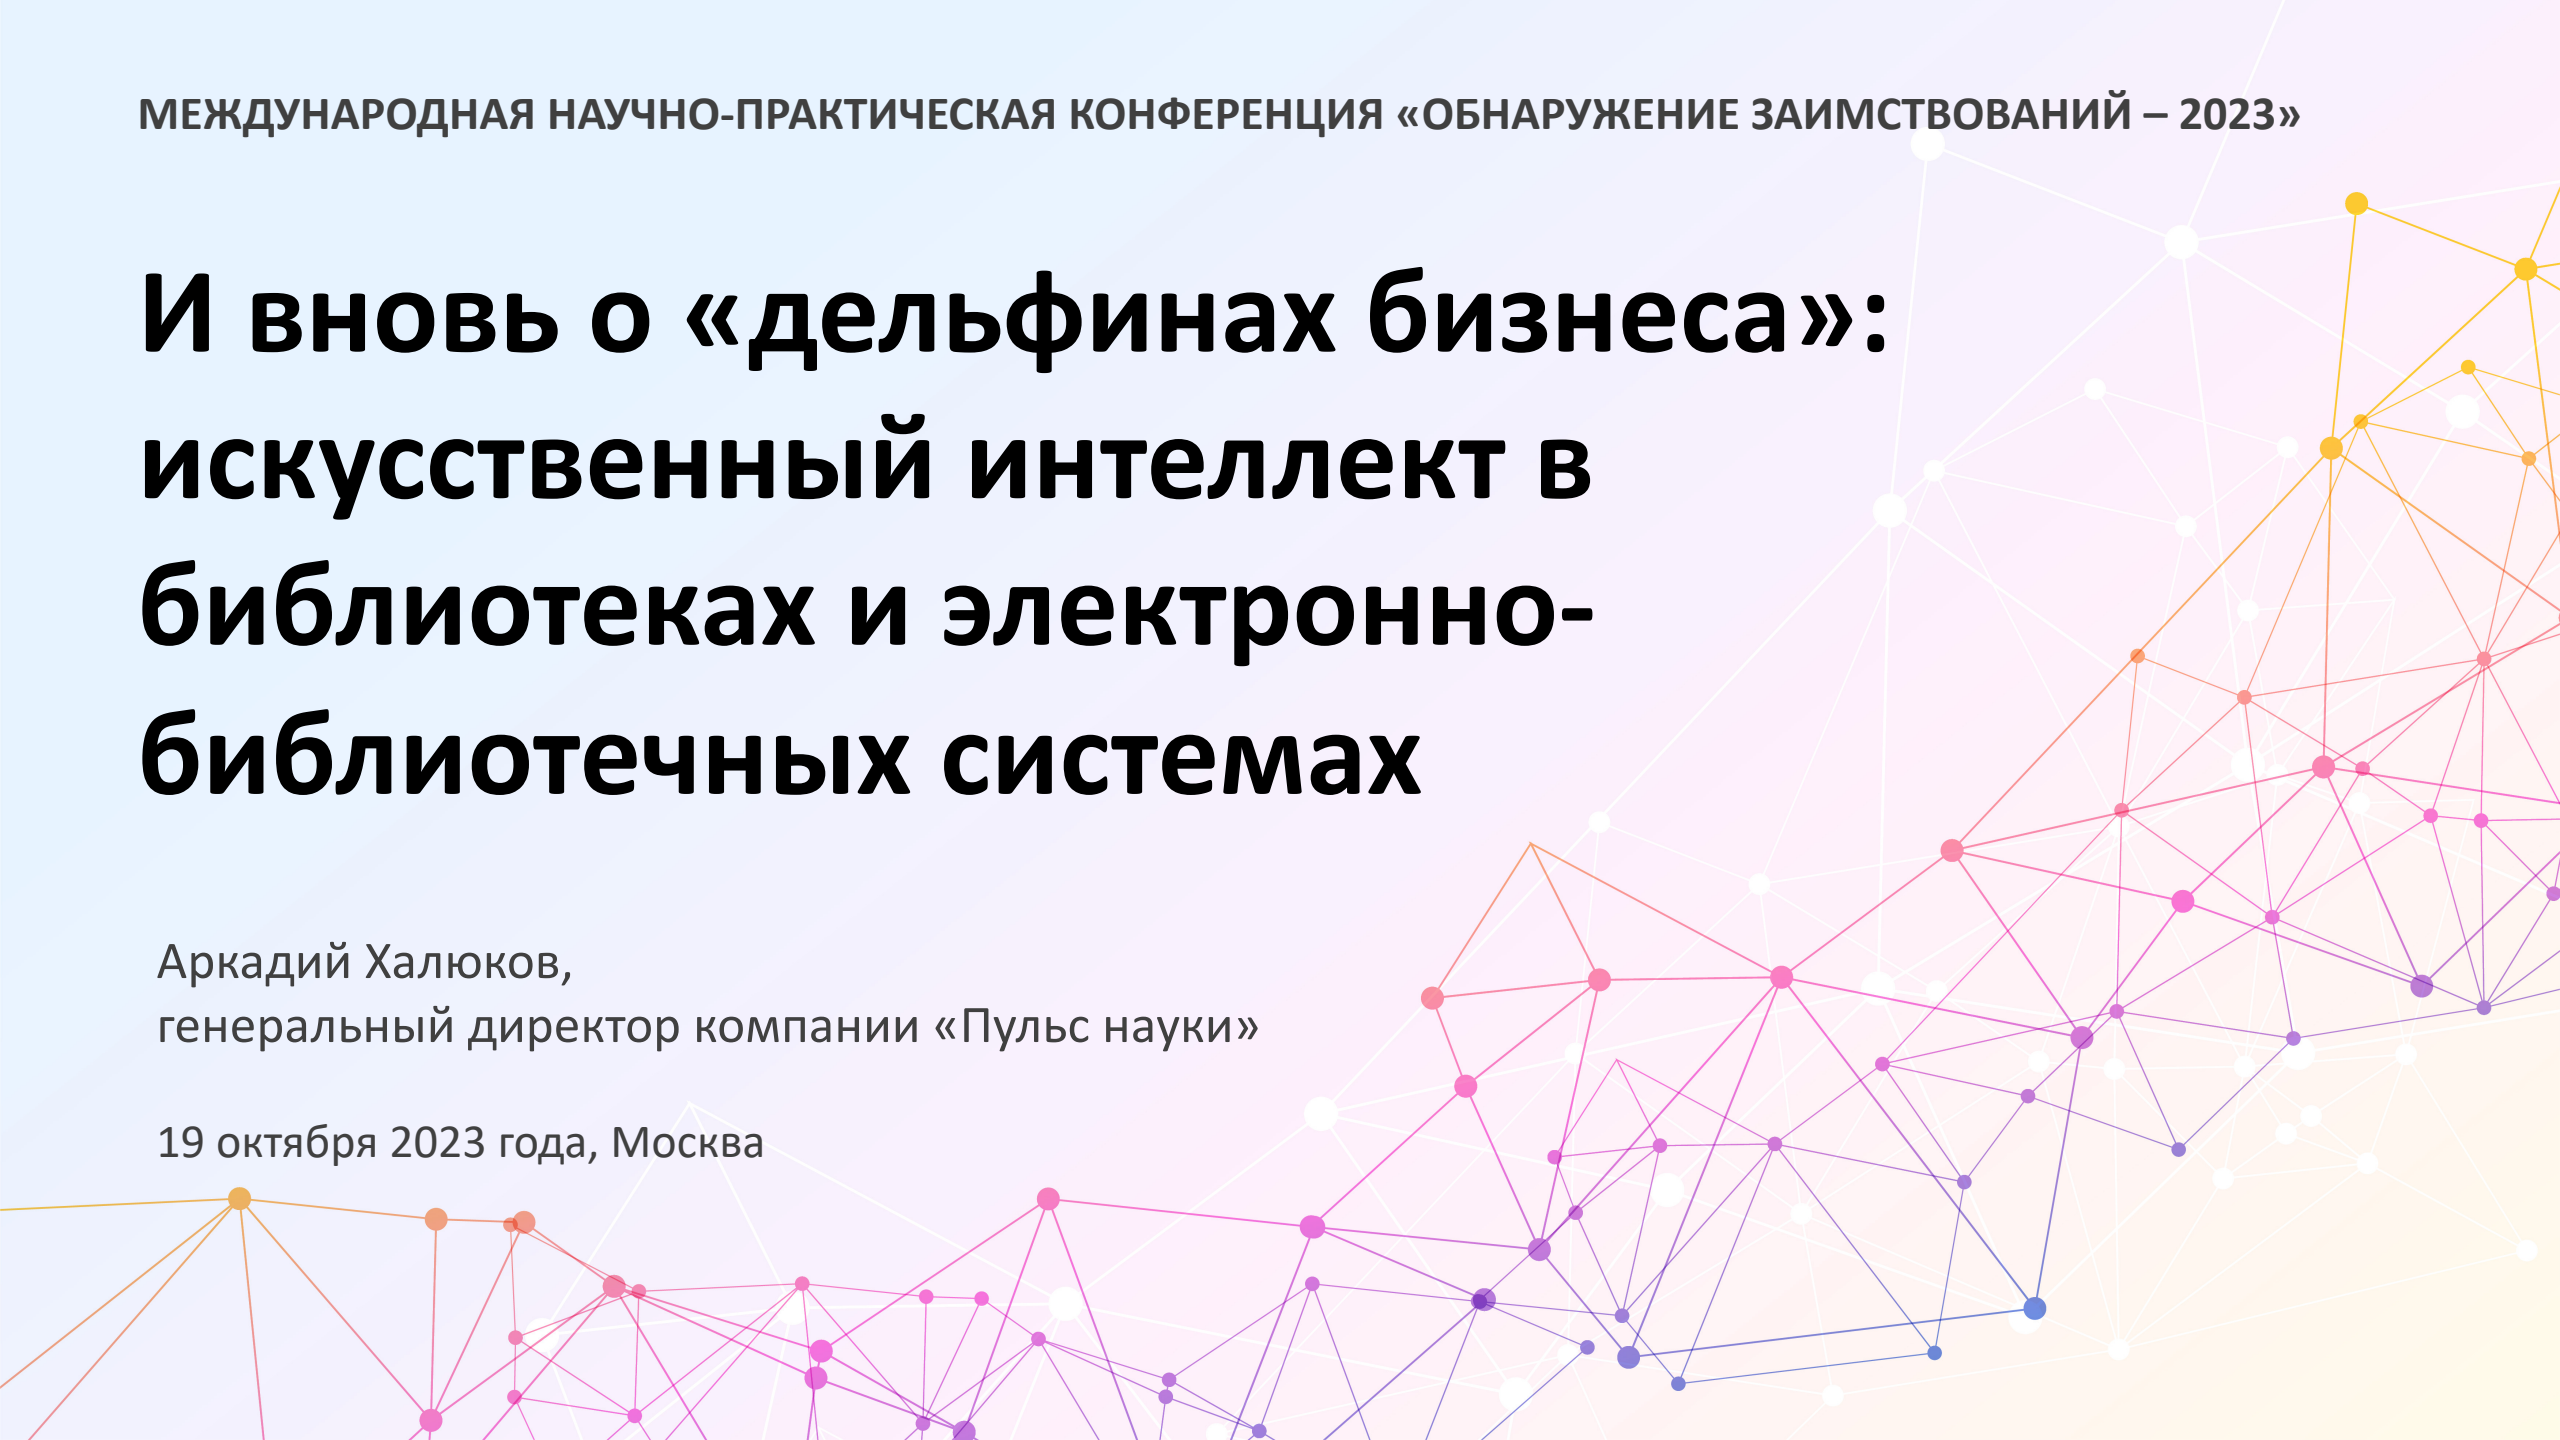 МЕЖДУНАРОДНАЯ НАУЧНО-ПРАКТИЧЕСКАЯ КОНФЕРЕНЦИЯ «ОБНАРУЖЕНИЕ ЗАИМСТВОВАНИЙ – 2023»
И вновь о «дельфинах бизнеса»:
искусственный интеллект в
библиотеках и электронно-
библиотечных системах
Аркадий Халюков,
генеральный директор компании «Пульс науки»
19 октября 2023 года, Москва